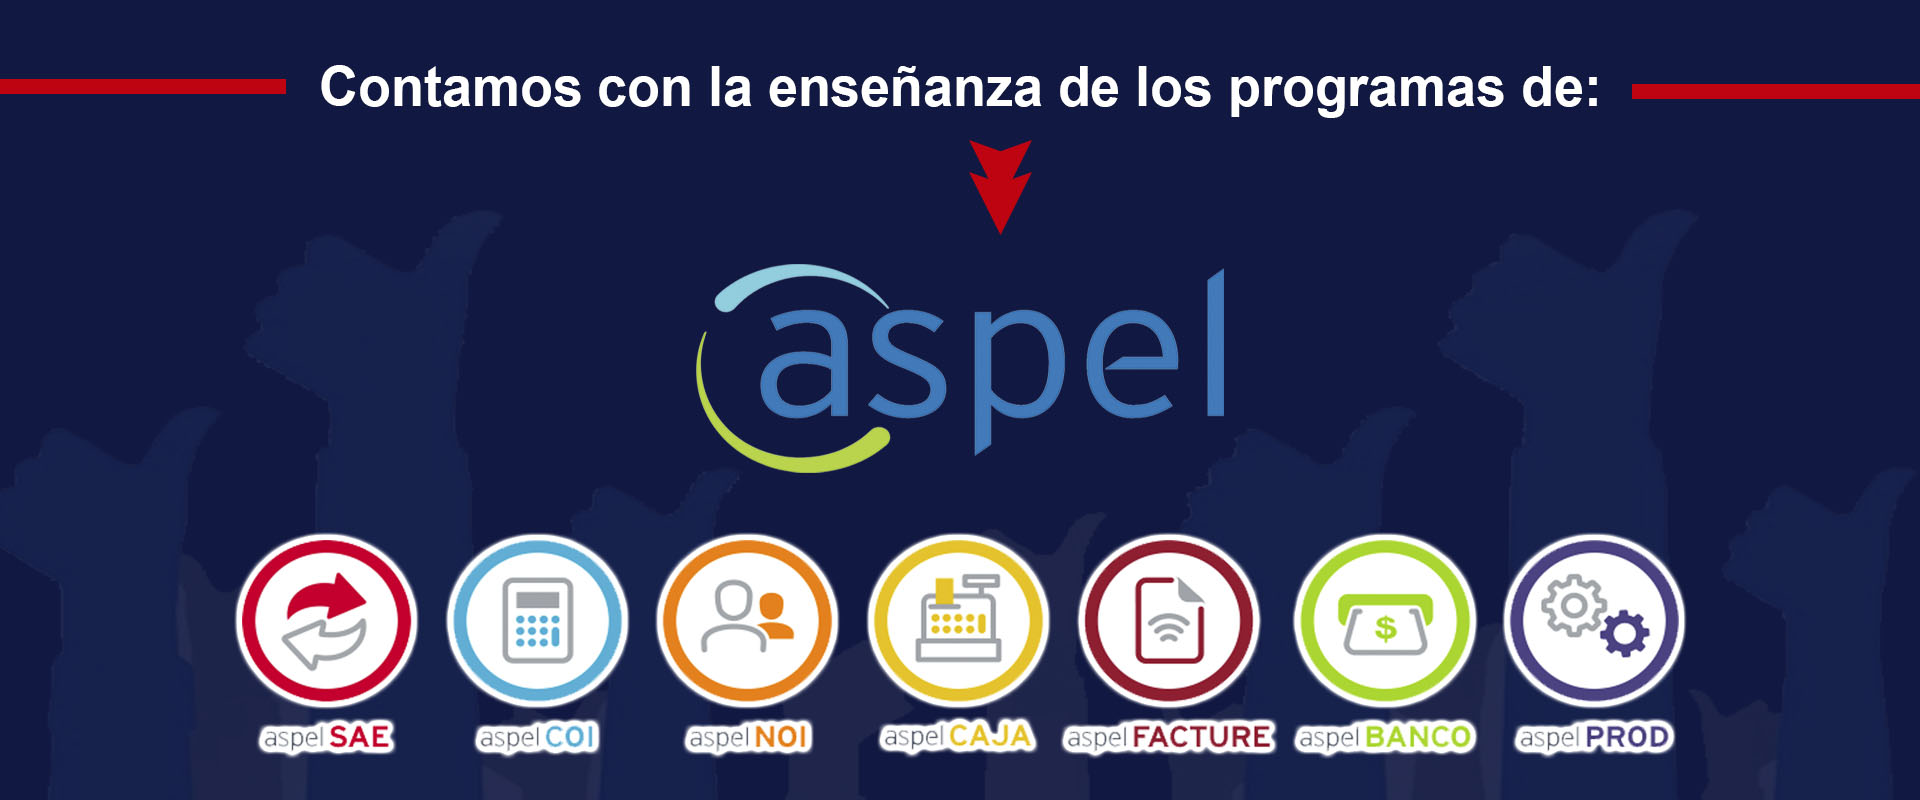 Contamos con la enseñanza de los programas de:
aspel
$
aspel SAE
aspel COI
aspel NOI
aspel CAJA
aspel FACTURE
aspel BANCO
aspel PROD